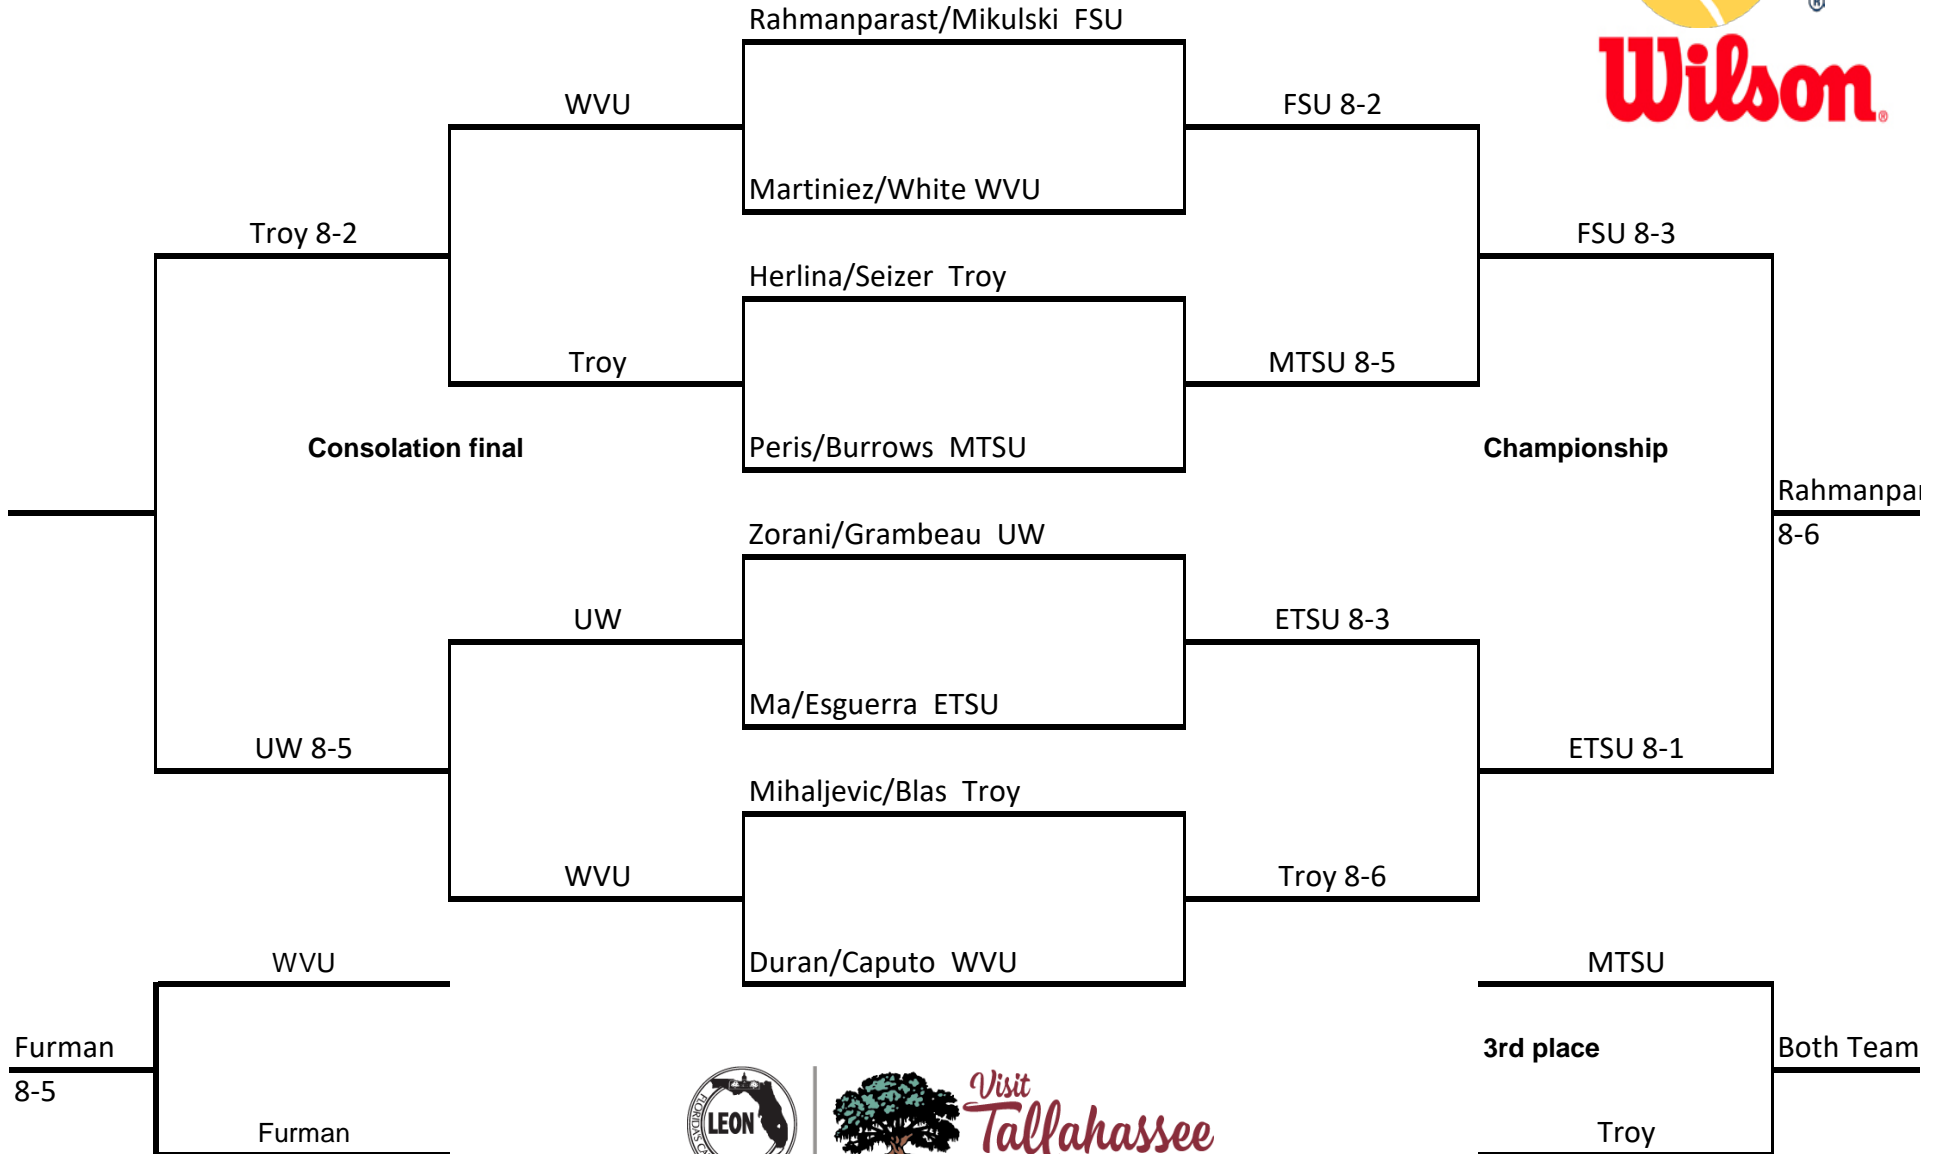 Rahmanparast/Mikulski FSU
®
Wilson®
WVU
FSU 8-2
Martiniez/White WVU
Troy 8-2
FSU 8-3
Herlina/Seizer Troy
Troy
MTSU 8-5
Consolation final
Peris/Burrows MTSU
Championship
Rahmanpa
Zorani/Grambeau UW
8-6
UW
ETSU 8-3
Ma/Esguerra ETSU
UW 8-5
ETSU 8-1
Mihaljevic/Blas Troy
WVU
Troy 8-6
WVU
Duran/Caputo WVU
MTSU
Furman
3rd place
Both Team
8-5
Visit
LEON
Tallahassee
Furman
Troy